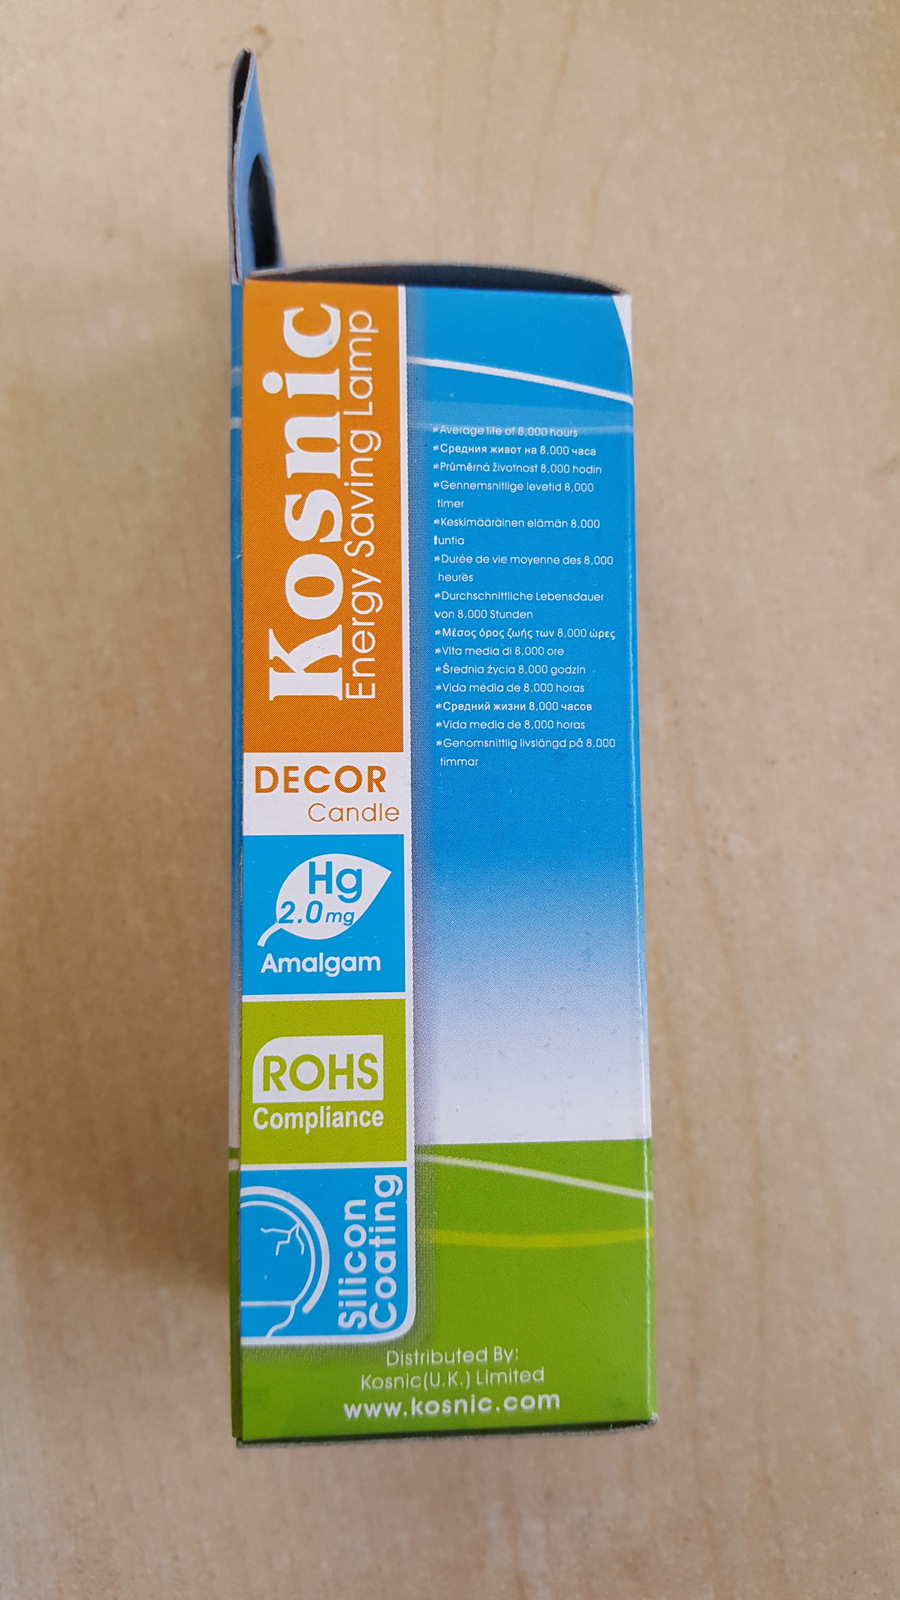 Kosnic
Energy Saving Lamp
DECOR
Candle
Hg
2.0mg
Amalgam
ROHS
Compliance
Silicon
Coating
*Average life of 8,000 hours
*Средния живот на 8,000 часа
*Průměrná životnost 8,000 hodin
*Gennemsnitlige levetid 8,000
timer
*Keskimääräinen elämän 8.000
tuntia
*Durée de vie moyenne des 8,000
heurès
*Durchschnittliche Lebensdauer
von 8,000 Stunden
*Μέσος όρος ζωής των 8,000 ώρες
*Vita media di 8,000 ore
*Średnia życia 8,000 godzin
*Vida média de 8,000 horas
*Средний жизни 8,000 часов
*Vida media de 8,000 horas
*Genomsnittlig livslängd på 8,000
timmar
Distributed By:
Kosnic(U.K.) Limited
www.kosnic.com